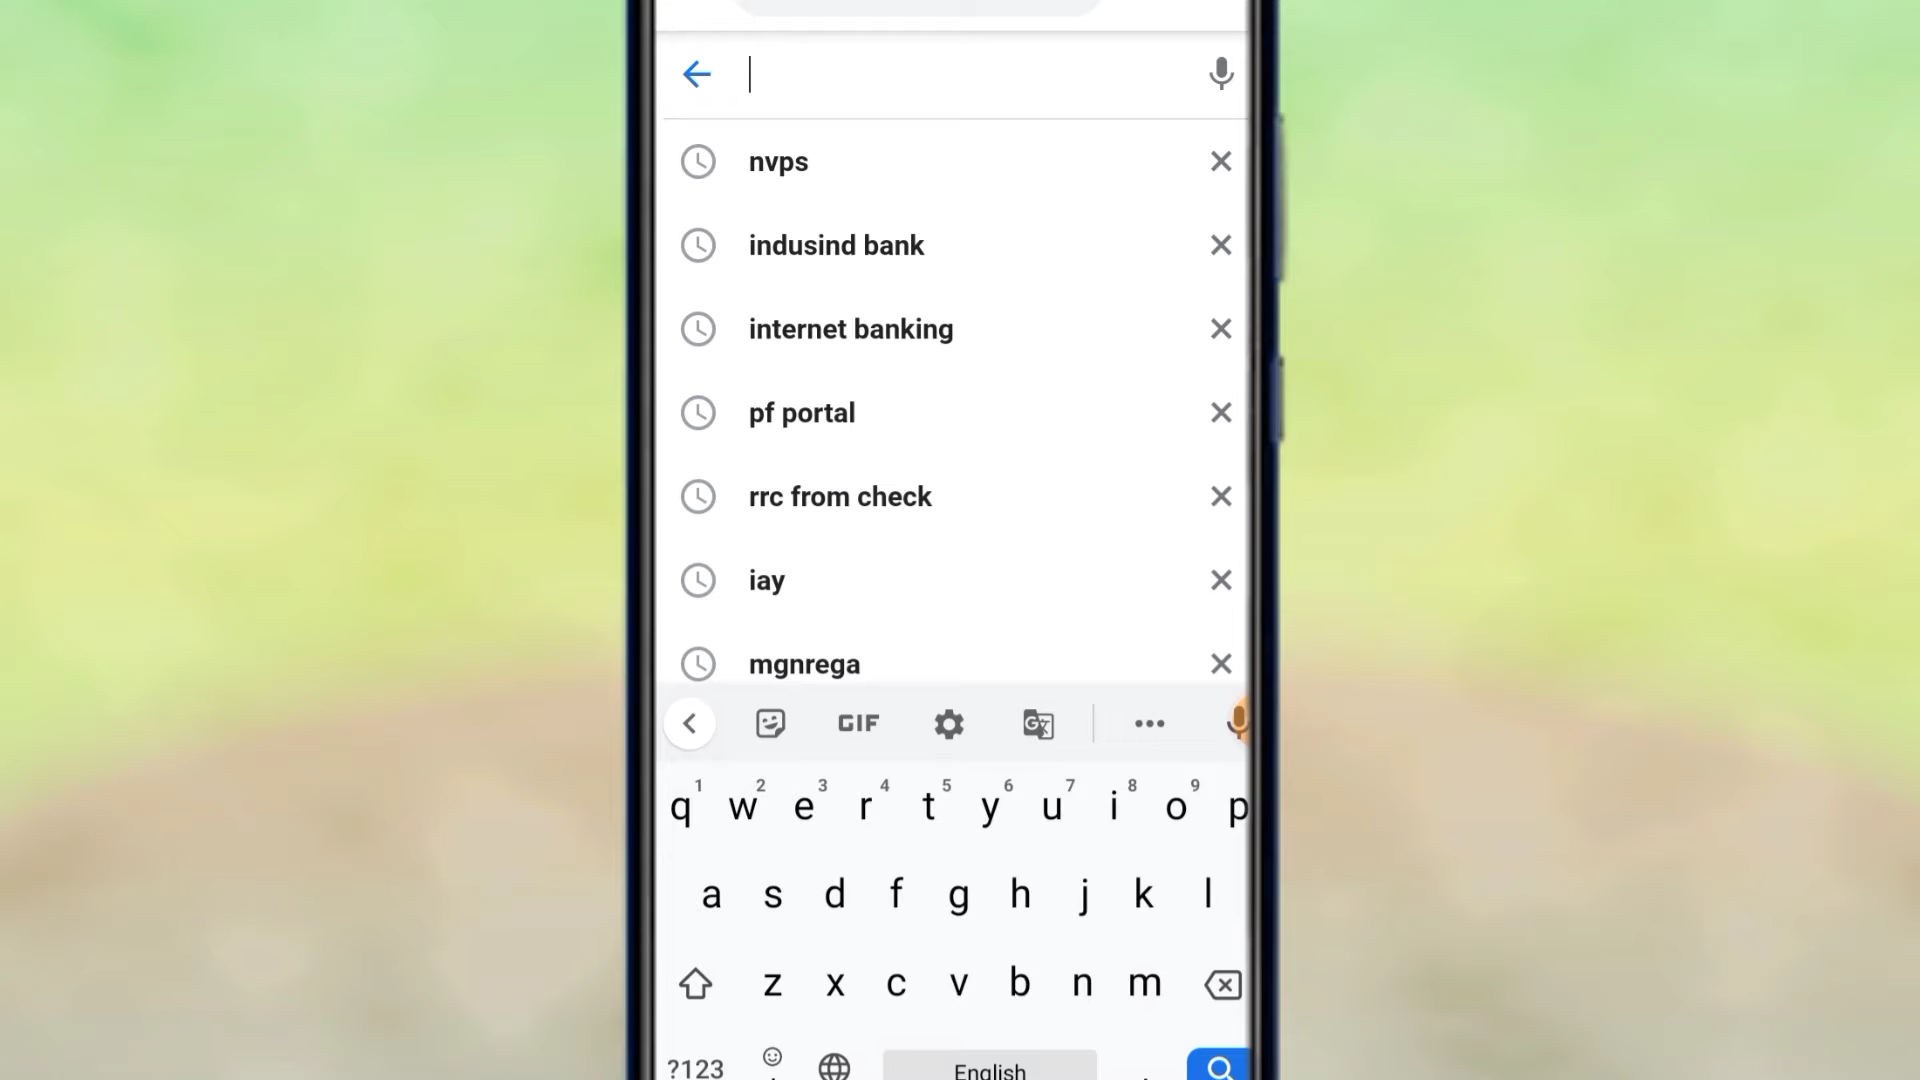 nvps
indusind bank
internet banking
pf portal
rrc from check
iay
mgnrega
GIF
1 2 3 4 5 6 7 8 9
q w e r t y u i o p
a s d f g h j k l
z x c v b n m
?123 English